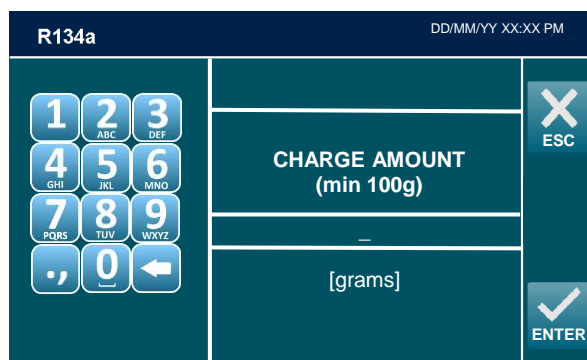 R134a
DD/MM/YY XX:XX PM
1 2 3
ABC DEF
4 5 6
GHI JKL MNO
7 8 9
PQRS TUV WXYZ
., 0
CHARGE AMOUNT
(min 100g)
_
[grams]
ESC
ENTER